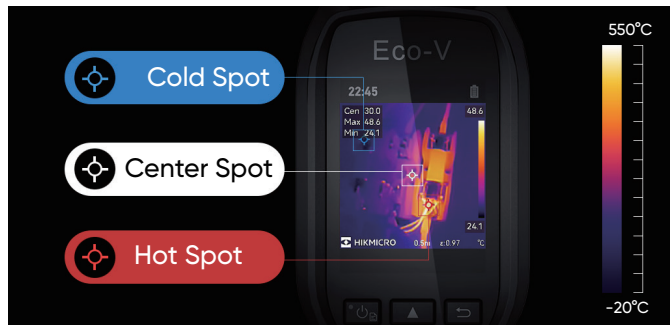 550°C
Eco-V
Cold Spot
22:45
Cen 30.0
48.6
Max 48.6
Min 24.1
Center Spot
Hot Spot
24.1
HIKMICRO 0.5m ε:0.97 °C
-20°C